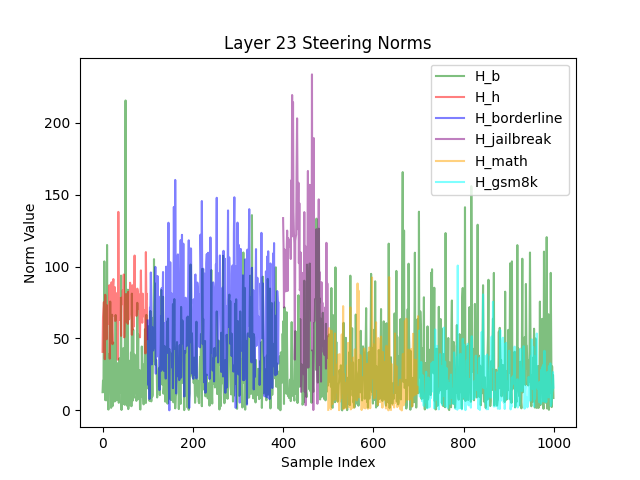 Layer 23 Steering Norms
H_b
H_h
H_borderline
H_jailbreak
H_math
H_gsm8k
Norm Value
200
150
100
50
0
0
200
400
600
800
1000
Sample Index